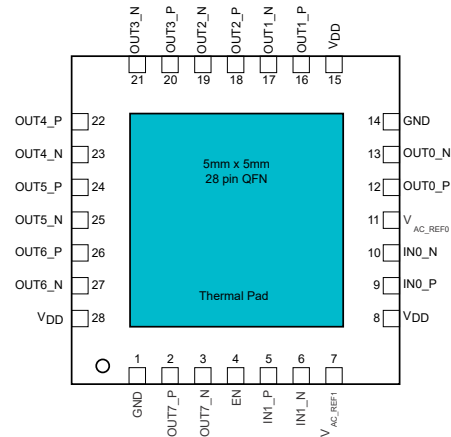 OUT3_N
OUT3_P
OUT2_N
OUT2_P
OUT1_N
OUT1_P
VDD
21
20
19
18
17
16
15
OUT4_P 22
OUT4_N 23
OUT5_P 24
OUT5_N 25
OUT6_P 26
OUT6_N 27
VDD 28
5mm x 5mm
28 pin QFN
Thermal Pad
14 GND
13 OUT0_N
12 OUT0_P
11 VAC_REF0
10 IN0_N
9 IN0_P
8 VDD
1
2
3
4
5
6
7
GND
OUT7_P
OUT7_N
EN
IN1_P
IN1_N
VAC_REF1